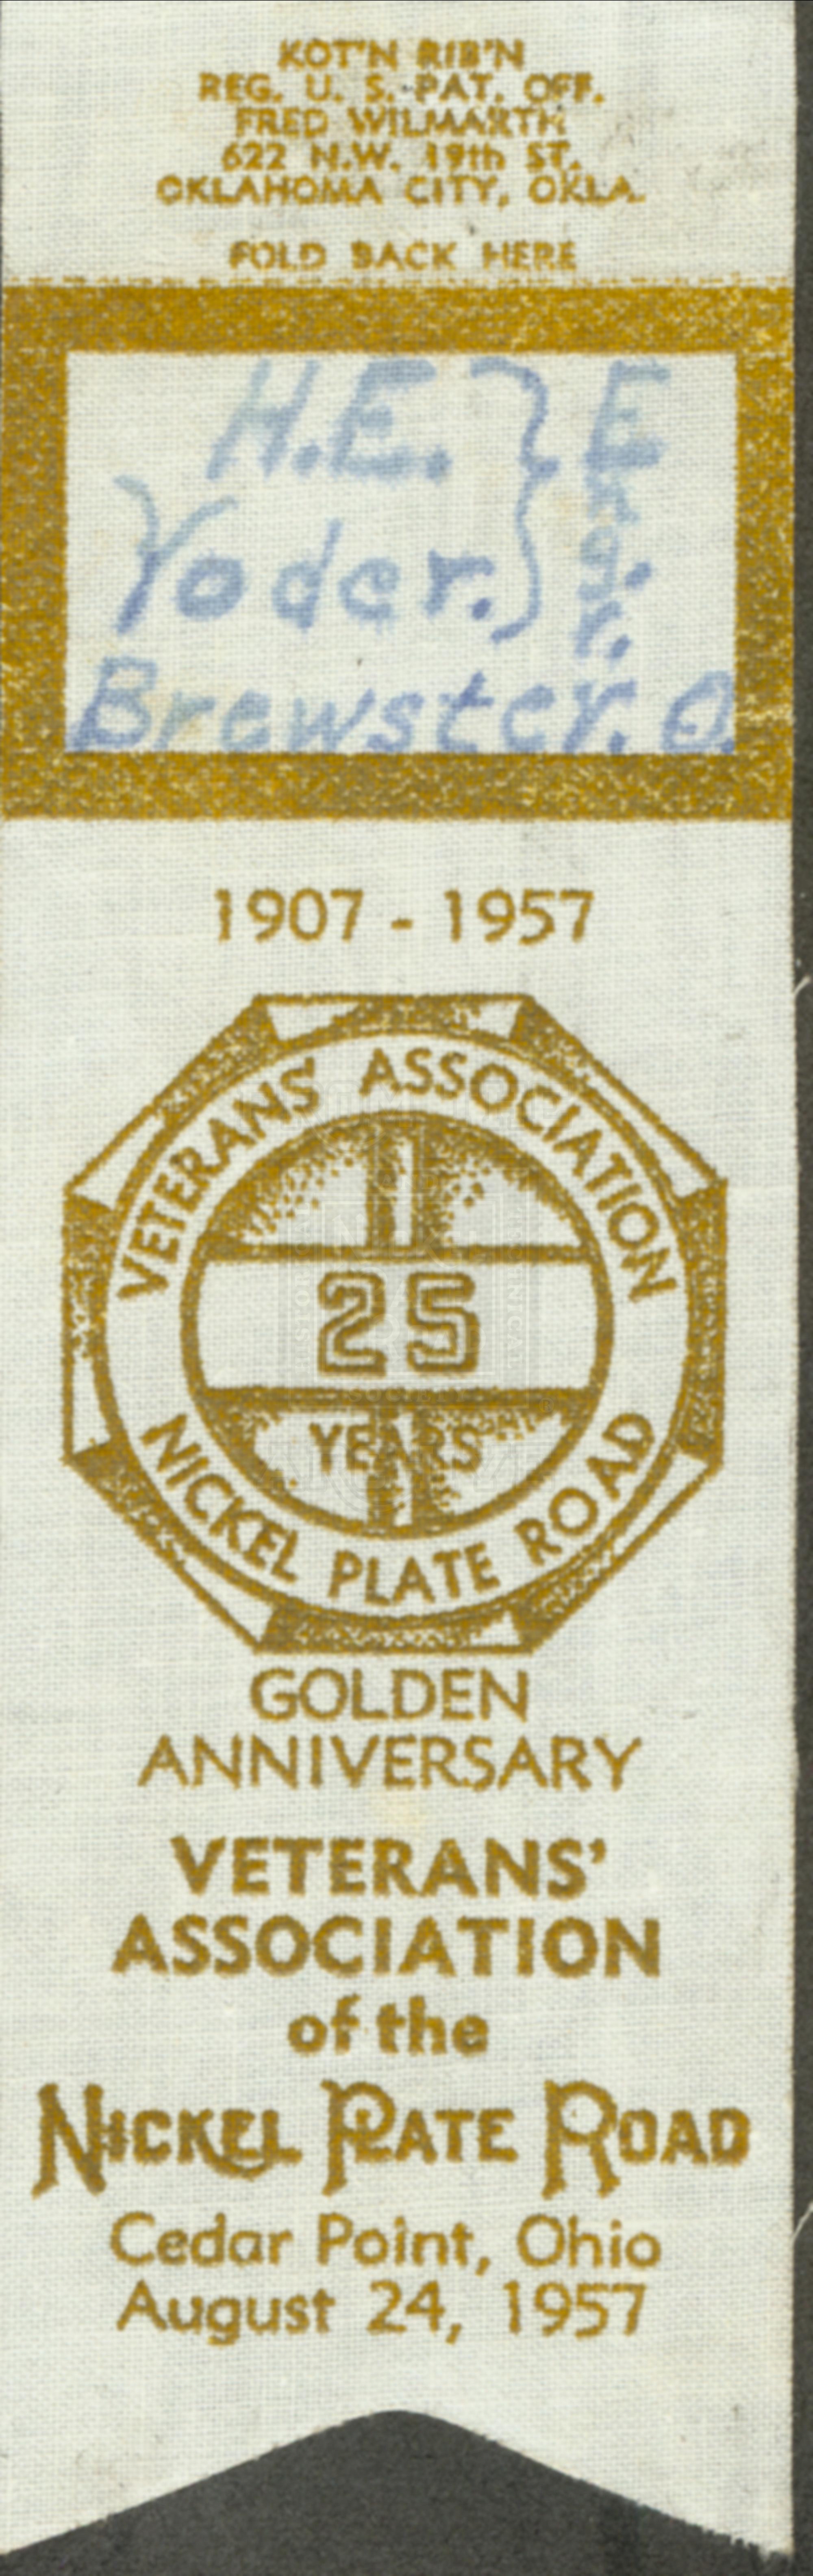 KOT'N RIB'N
REG. U. S. PAT. OFF.
FRED WILMARTH
622 N.W. 19th ST.
OKLAHOMA CITY, OKLA.
FOLD BACK HERE
H.E. } Engr.
Yoder.
Brewster. O.
1907 - 1957
VETERANS' ASSOCIATION
25
YEARS
NICKEL PLATE ROAD
GOLDEN
ANNIVERSARY
VETERANS'
ASSOCIATION
of the
NICKEL PLATE ROAD
Cedar Point, Ohio
August 24, 1957